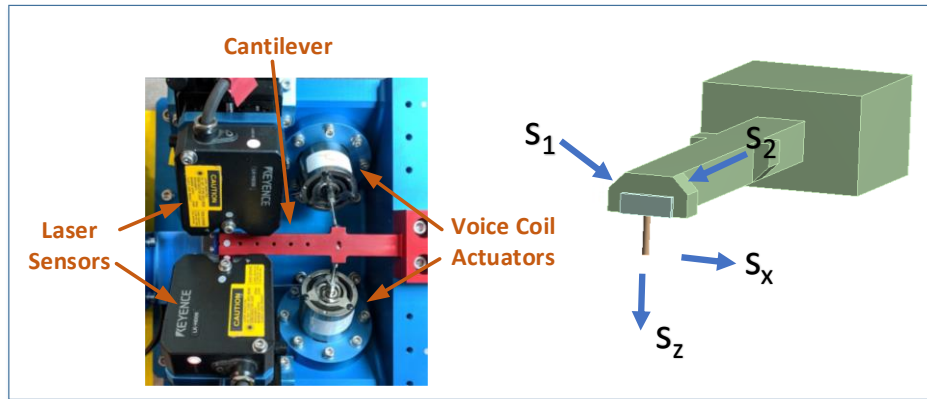 Cantilever
KEYENCE
CAUTION
Laser
Sensors
KEYENCE
CAUTION
Voice Coil
Actuators
S1
S2
Sx
Sz